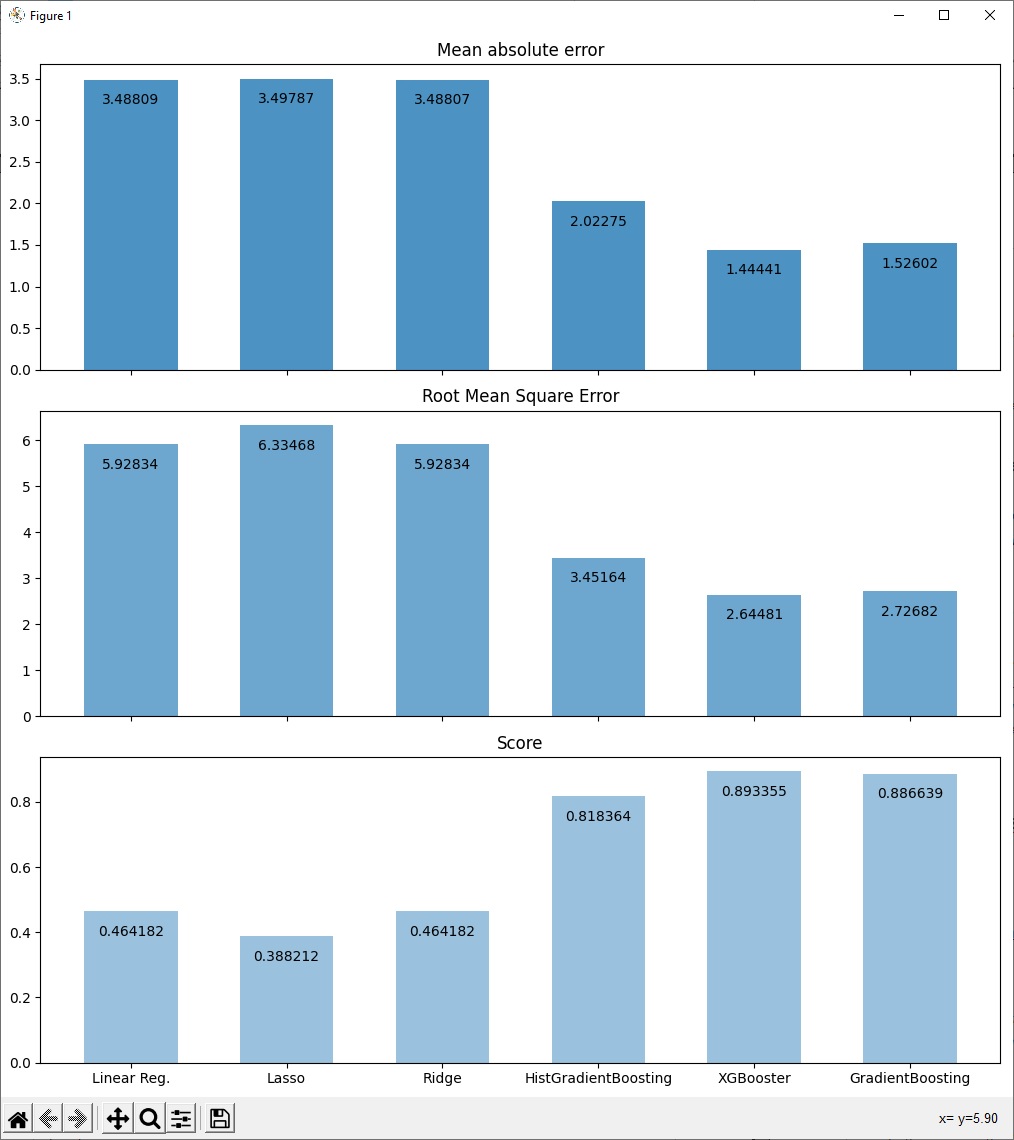 Figure 1
Mean absolute error
3.5
3.0
2.5
2.0
1.5
1.0
0.5
0.0
3.48809 3.49787 3.48807 2.02275 1.44441 1.52602
Root Mean Square Error
6
5
4
3
2
1
0
5.92834 6.33468 5.92834 3.45164 2.64481 2.72682
Score
0.8
0.6
0.4
0.2
0.0
0.464182 0.388212 0.464182 0.818364 0.893355 0.886639
Linear Reg. Lasso Ridge HistGradientBoosting XGBooster GradientBoosting
x= y=5.90